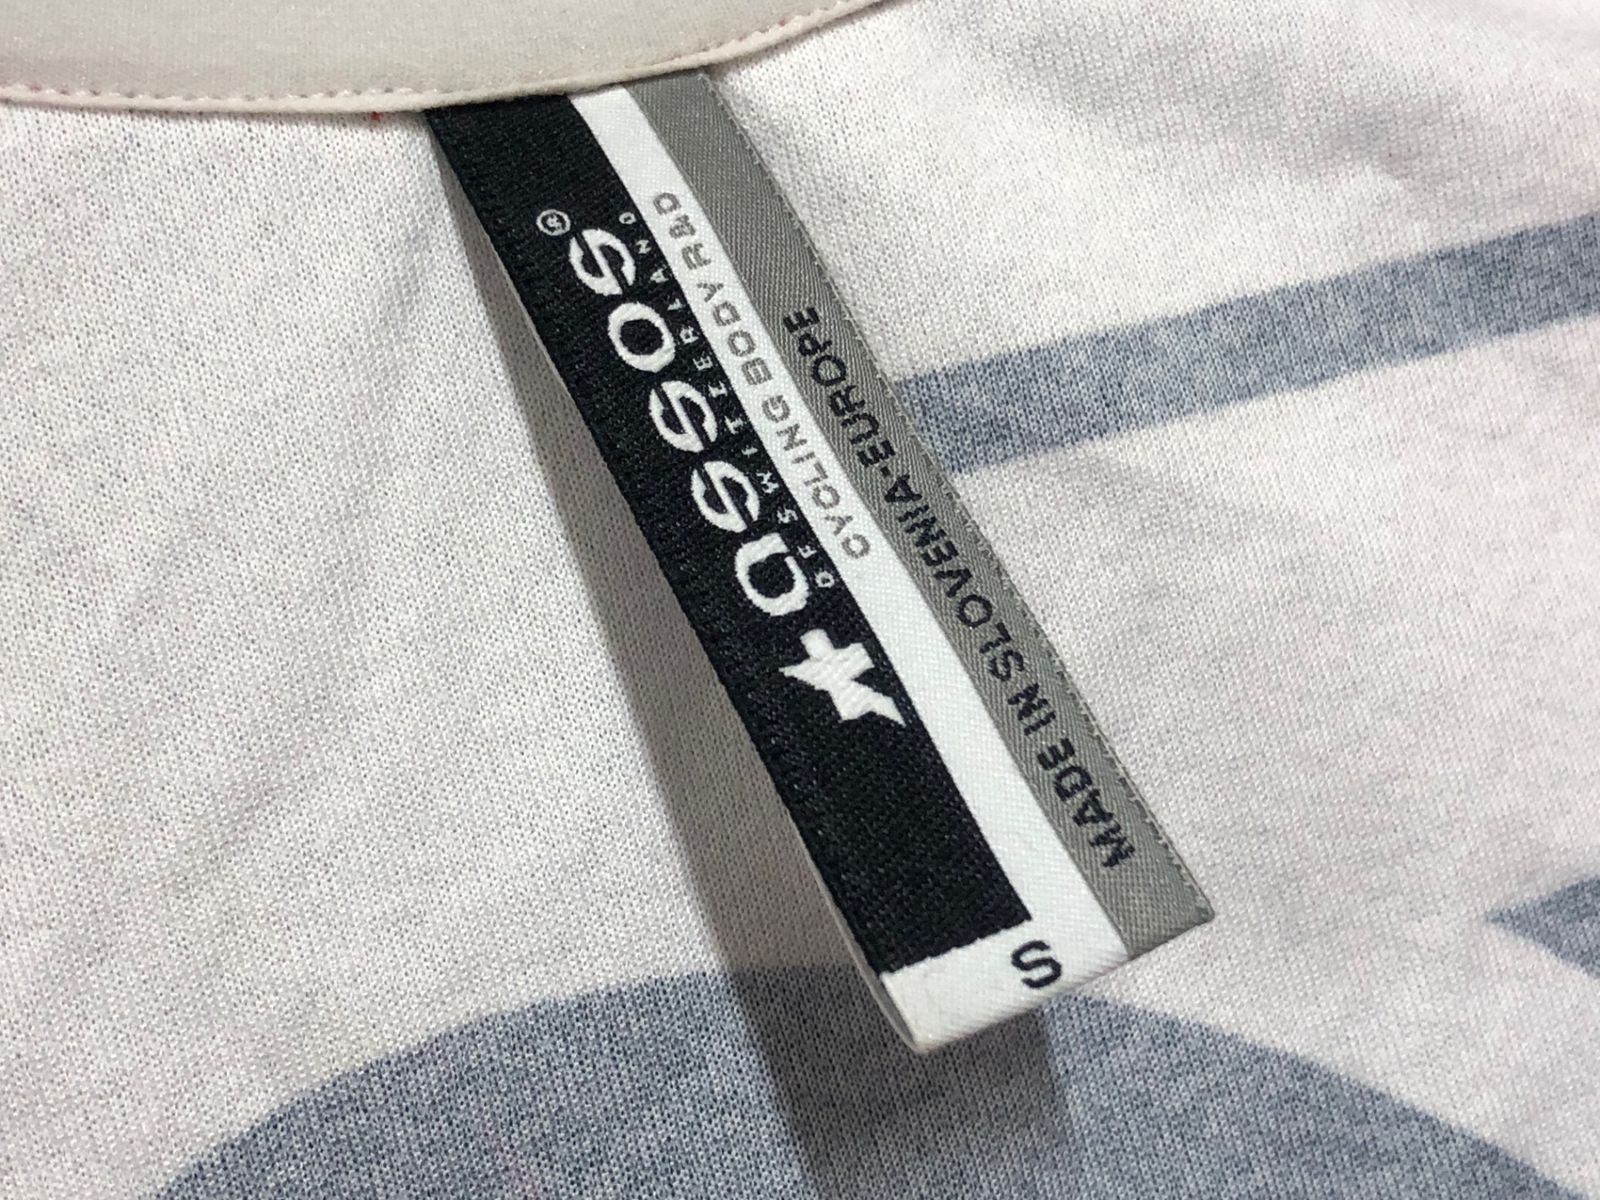 assos®
OF SWITZERLAND
CYCLING BODY R&D
MADE IN SLOVENIA-EUROPE
S